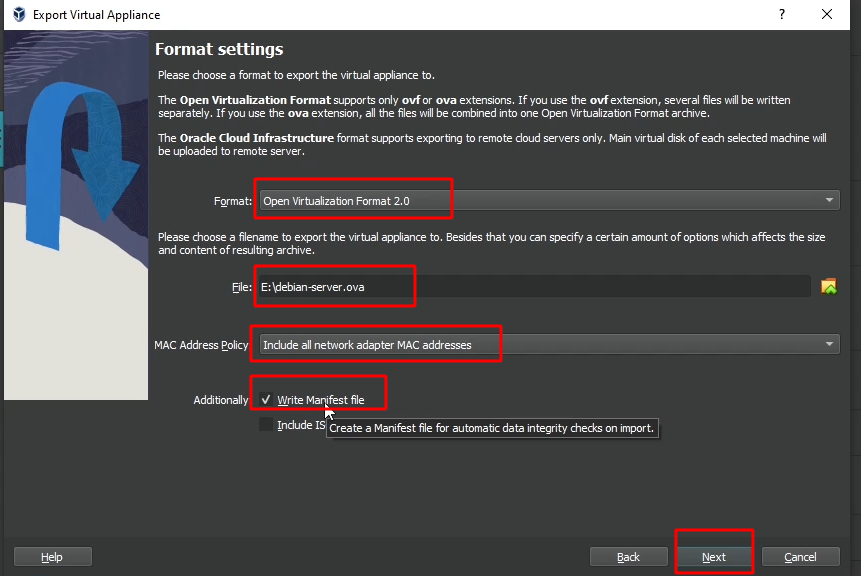 Export Virtual Appliance
?
Format settings
Please choose a format to export the virtual appliance to.
The Open Virtualization Format supports only ovf or ova extensions. If you use the ovf extension, several files will be written
separately. If you use the ova extension, all the files will be combined into one Open Virtualization Format archive.
The Oracle Cloud Infrastructure format supports exporting to remote cloud servers only. Main virtual disk of each selected machine will
be uploaded to remote server.
Format: Open Virtualization Format 2.0
Please choose a filename to export the virtual appliance to. Besides that you can specify a certain amount of options which affects the size
and content of resulting archive.
File: E:\debian-server.ova
MAC Address Policy Include all network adapter MAC addresses
Additionally Write Manifest file
Include IS
Create a Manifest file for automatic data integrity checks on import.
Help Back Next Cancel